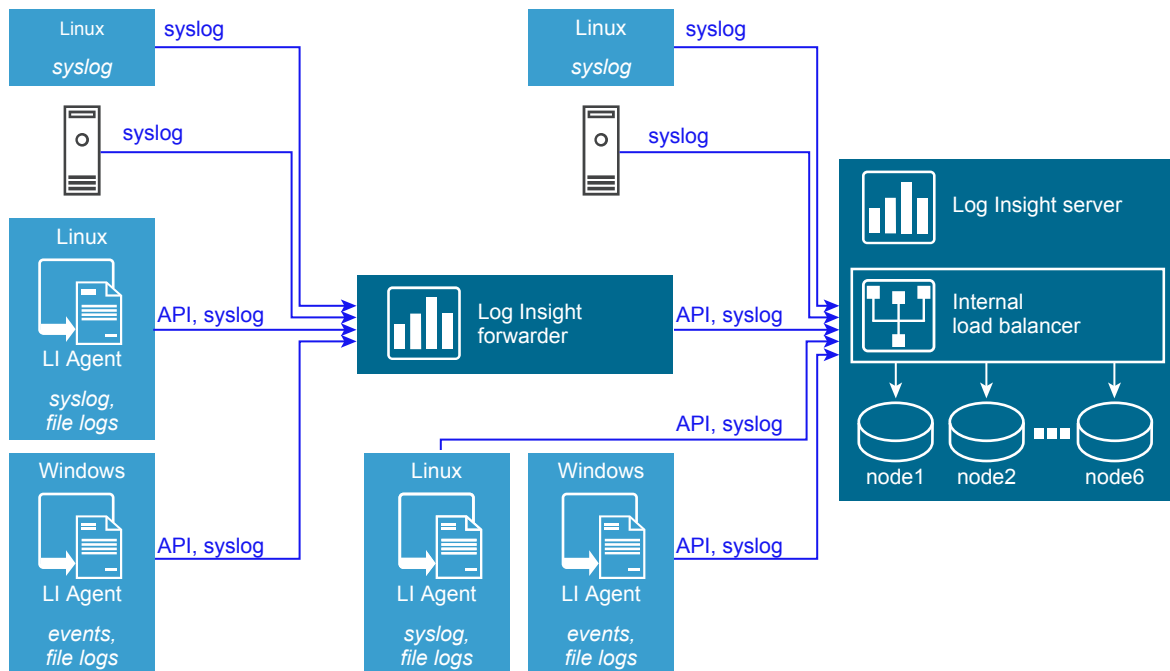 Linux
syslog
syslog
syslog
Linux
LI Agent
syslog,
file logs
API, syslog
Windows
LI Agent
events,
file logs
API, syslog
Log Insight
forwarder
API, syslog
Linux
syslog
syslog
syslog
Linux
LI Agent
syslog,
file logs
API, syslog
Windows
LI Agent
events,
file logs
API, syslog
Log Insight server
Internal
load balancer
node1
node2
node6